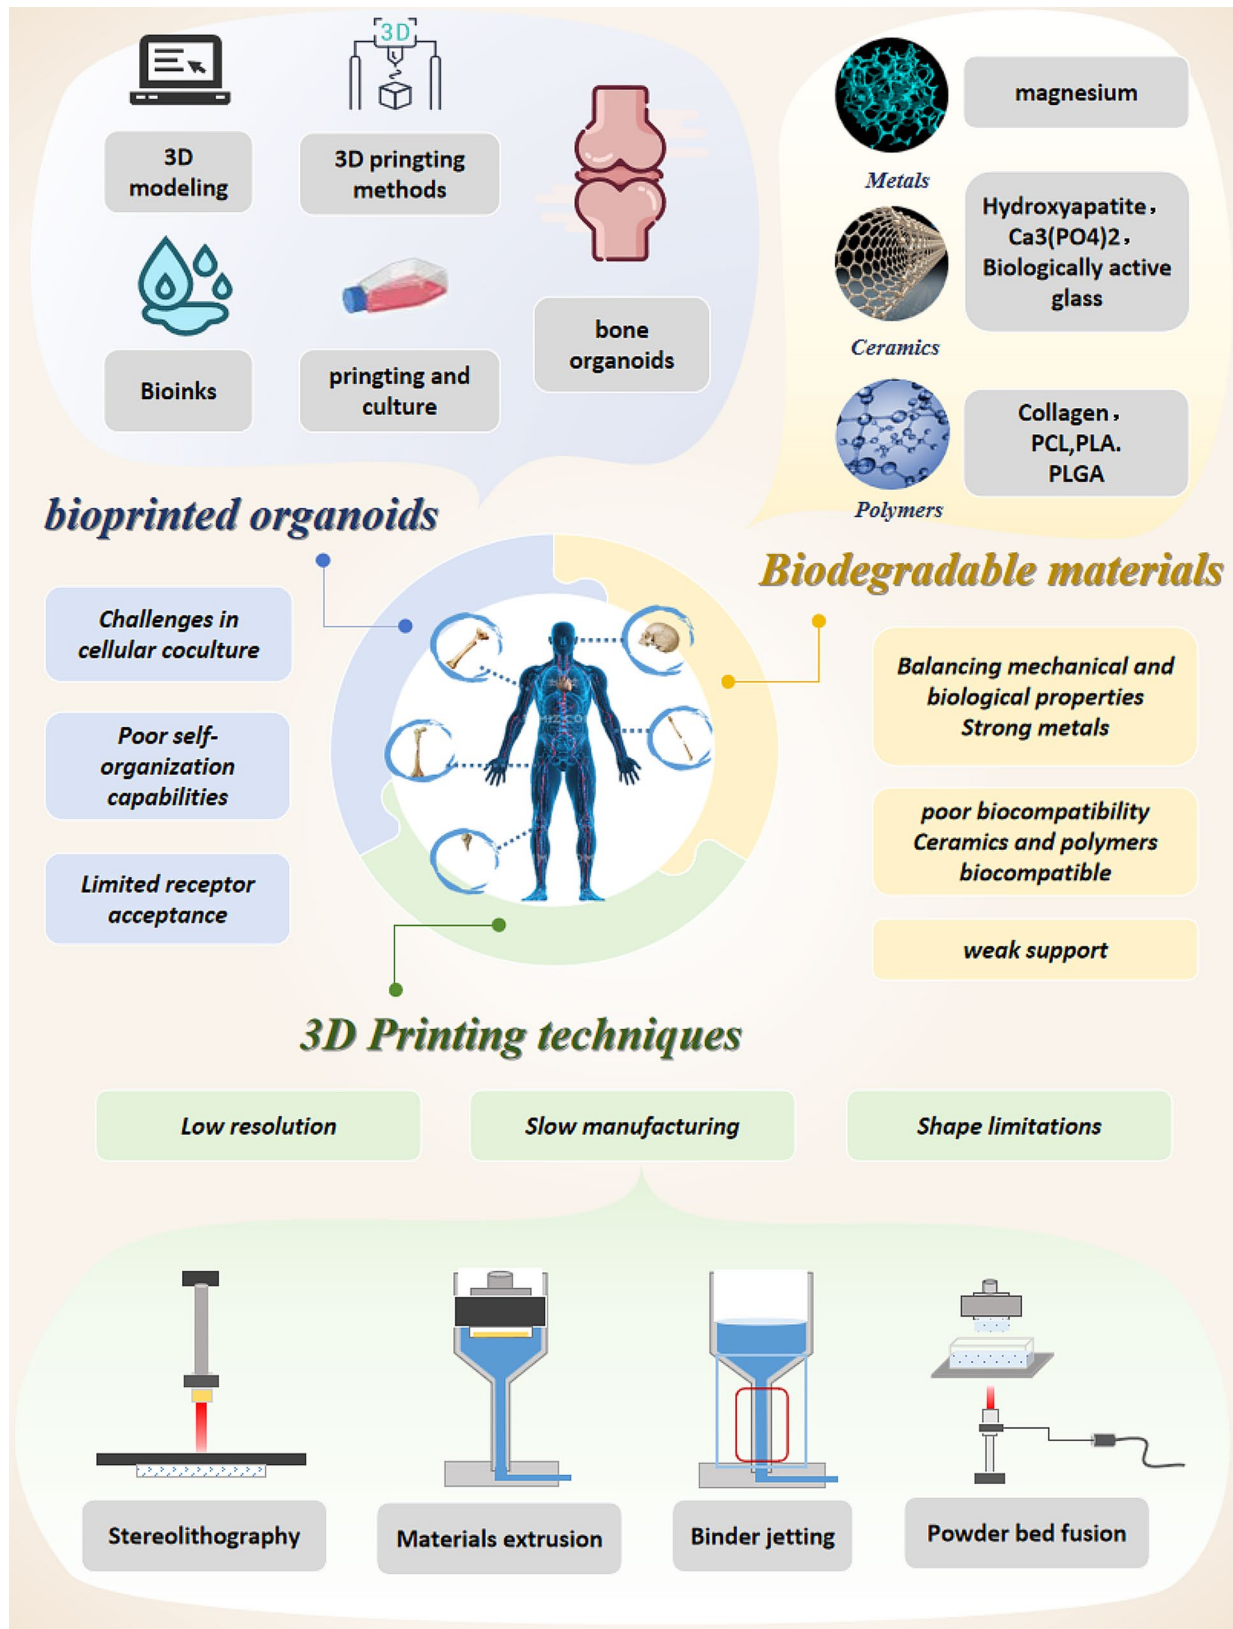 3D
3D
modeling
3D pringting
methods
Bioinks
pringting and
culture
bone
organoids
magnesium
Metals
Hydroxyapatite，
Ca3(PO4)2，
Biologically active
glass
Ceramics
Collagen，
PCL,PLA.
PLGA
Polymers
bioprinted organoids
Biodegradable materials
Challenges in
cellular coculture
Poor self-
organization
capabilities
Limited receptor
acceptance
Balancing mechanical and
biological properties
Strong metals
poor biocompatibility
Ceramics and polymers
biocompatible
weak support
3D Printing techniques
Low resolution
Slow manufacturing
Shape limitations
Stereolithography
Materials extrusion
Binder jetting
Powder bed fusion